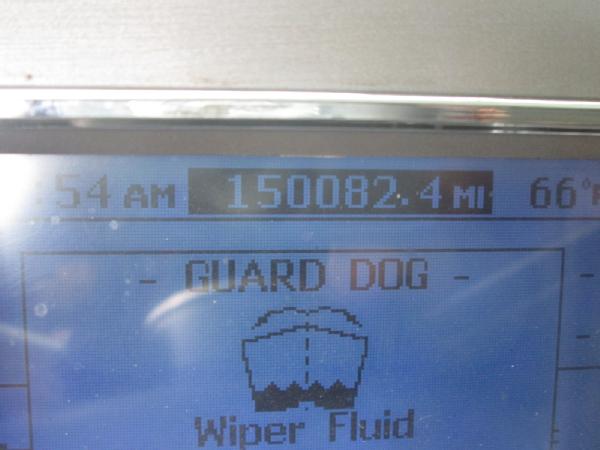 :54 AM 150082.4 MI 66°F
- GUARD DOG -
Wiper Fluid